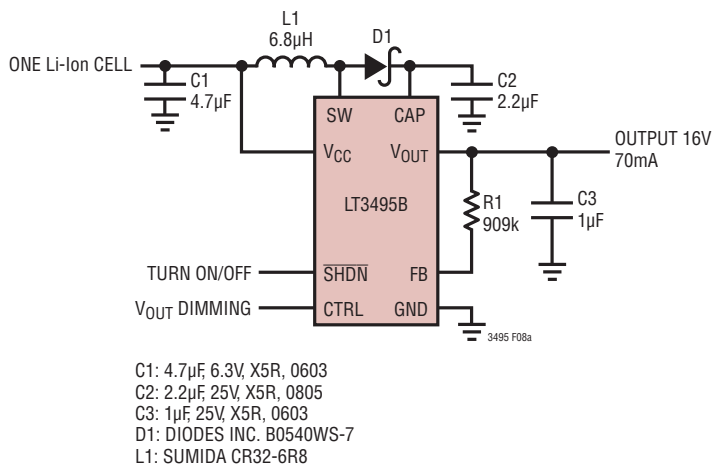 L1
6.8µH
D1
ONE Li-Ion CELL
C1
4.7µF
C2
2.2µF
SW
CAP
VCC
VOUT
OUTPUT 16V
70mA
LT3495B
R1
909k
C3
1µF
TURN ON/OFF
SHDN
FB
VOUT DIMMING
CTRL
GND
3495 F08a
C1: 4.7µF, 6.3V, X5R, 0603
C2: 2.2µF, 25V, X5R, 0805
C3: 1µF, 25V, X5R, 0603
D1: DIODES INC. B0540WS-7
L1: SUMIDA CR32-6R8